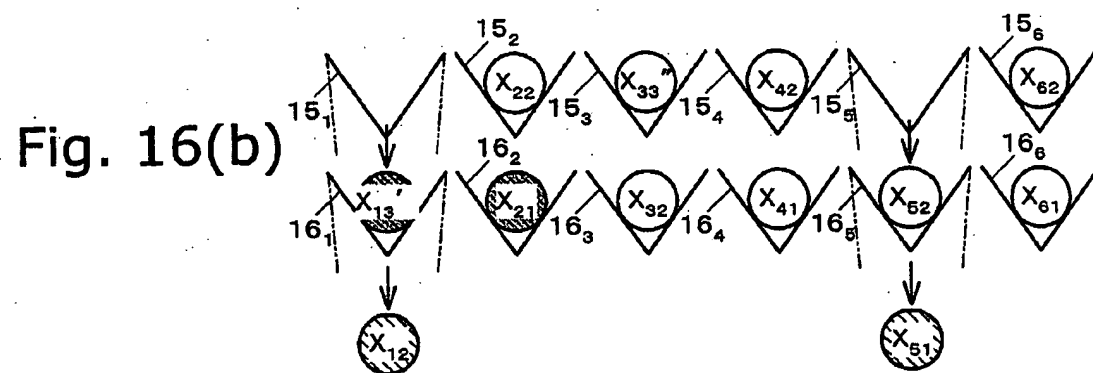 15₁ 15₂ 15₃ 15₄ 15₅ 15₆
X₂₂ X₃₃″ X₄₂ X₆₂
Fig. 16(b)
16₁ 16₂ 16₃ 16₄ 16₅ 16₆
X₁₃′ X₂₁ X₃₂ X₄₁ X₅₂ X₆₁
X₁₂ X₅₁